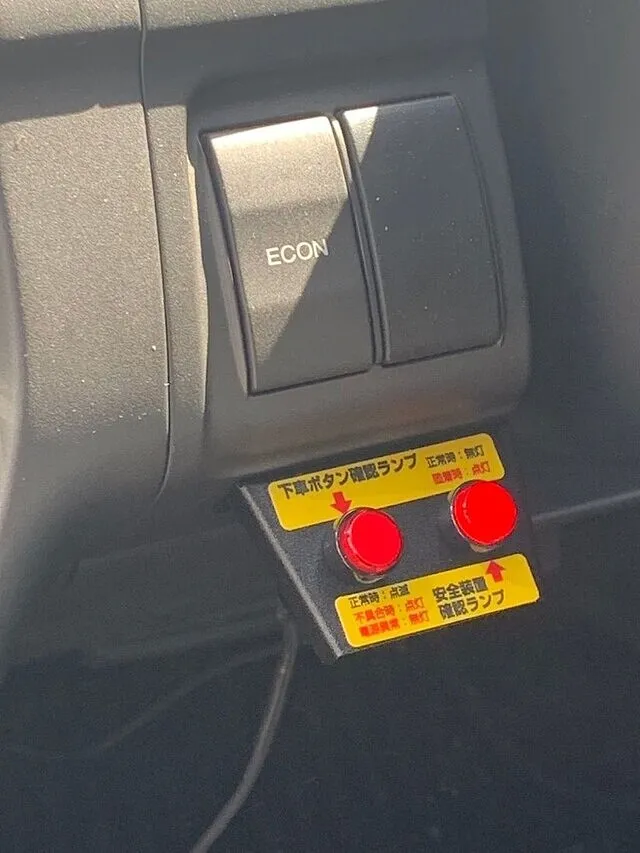 ECON
下車ボタン確認ランプ
正常時：無灯
故障時：点灯
正常時：点滅
不具合時：点灯
電源異常：無灯
安全装置
確認ランプ